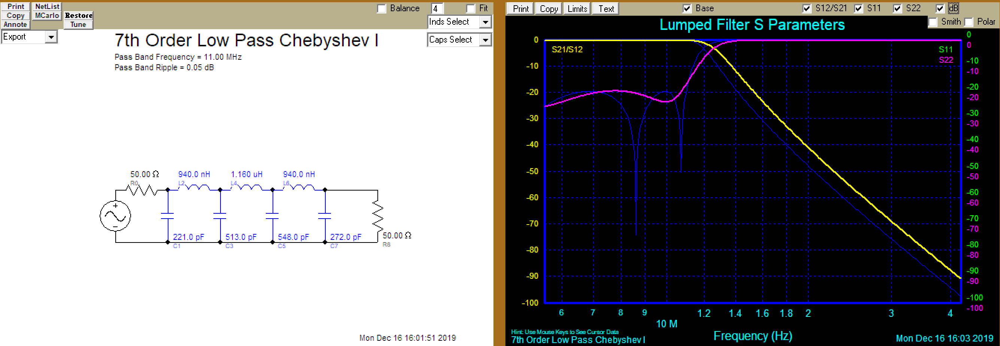 Print NetList
Copy MCarlo Restore
Annote Tune
Export
Balance 4 Fit
Inds Select
Caps Select
7th Order Low Pass Chebyshev I
Pass Band Frequency = 11.00 MHz
Pass Band Ripple = 0.05 dB
50.00 Ω 940.0 nH 1.160 uH 940.0 nH
R0 L2 L4 L6
+
−
221.0 pF 513.0 pF 548.0 pF 272.0 pF 50.00 Ω
C1 C3 C5 C7 R8
Mon Dec 16 16:01:51 2019
Print Copy Limits Text Base S12/S21 S11 S22 dB
Smith Polar
Lumped Filter S Parameters
S21/S12
S11
S22
0
-10
-20
-30
-40
-50
-60
-70
-80
-90
-100
0
0
-10
-10
-20
-20
-30
-30
-40
-40
-50
-50
-60
-60
-70
-70
-80
-80
-90
-90
-100
-100
6 7 8 9 1.2 1.4 1.6 1.8 2 3 4
10 M
Hint: Use Mouse Keys to See Cursor Data
7th Order Low Pass Chebyshev I
Frequency (Hz)
Mon Dec 16 16:03 2019